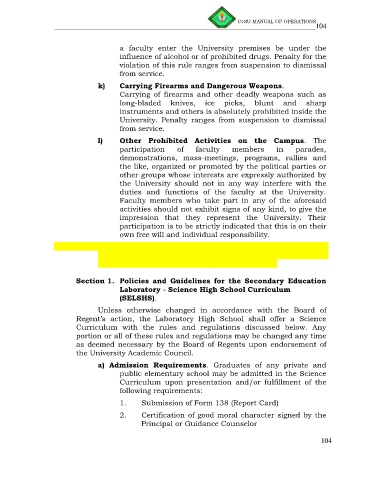 CvSU MANUAL OF OPERATIONS
104
a faculty enter the University premises be under the
influence of alcohol or of prohibited drugs. Penalty for the
violation of this rule ranges from suspension to dismissal
from service.
k) Carrying Firearms and Dangerous Weapons.
Carrying of firearms and other deadly weapons such as
long-bladed knives, ice picks, blunt and sharp
instruments and others is absolutely prohibited inside the
University. Penalty ranges from suspension to dismissal
from service.
l) Other Prohibited Activities on the Campus. The
participation of faculty members in parades,
demonstrations, mass-meetings, programs, rallies and
the like, organized or promoted by the political parties or
other groups whose interests are expressly authorized by
the University should not in any way interfere with the
duties and functions of the faculty at the University.
Faculty members who take part in any of the aforesaid
activities should not exhibit signs of any kind, to give the
impression that they represent the University. Their
participation is to be strictly indicated that this is on their
own free will and individual responsibility.
Section 1. Policies and Guidelines for the Secondary Education
Laboratory - Science High School Curriculum
(SELSHS).
Unless otherwise changed in accordance with the Board of
Regent's action, the Laboratory High School shall offer a Science
Curriculum with the rules and regulations discussed below. Any
portion or all of these rules and regulations may be changed any time
as deemed necessary by the Board of Regents upon endorsement of
the University Academic Council.
a) Admission Requirements. Graduates of any private and
public elementary school may be admitted in the Science
Curriculum upon presentation and/or fulfillment of the
following requirements:
1. Submission of Form 138 (Report Card)
2. Certification of good moral character signed by the
Principal or Guidance Counselor
104